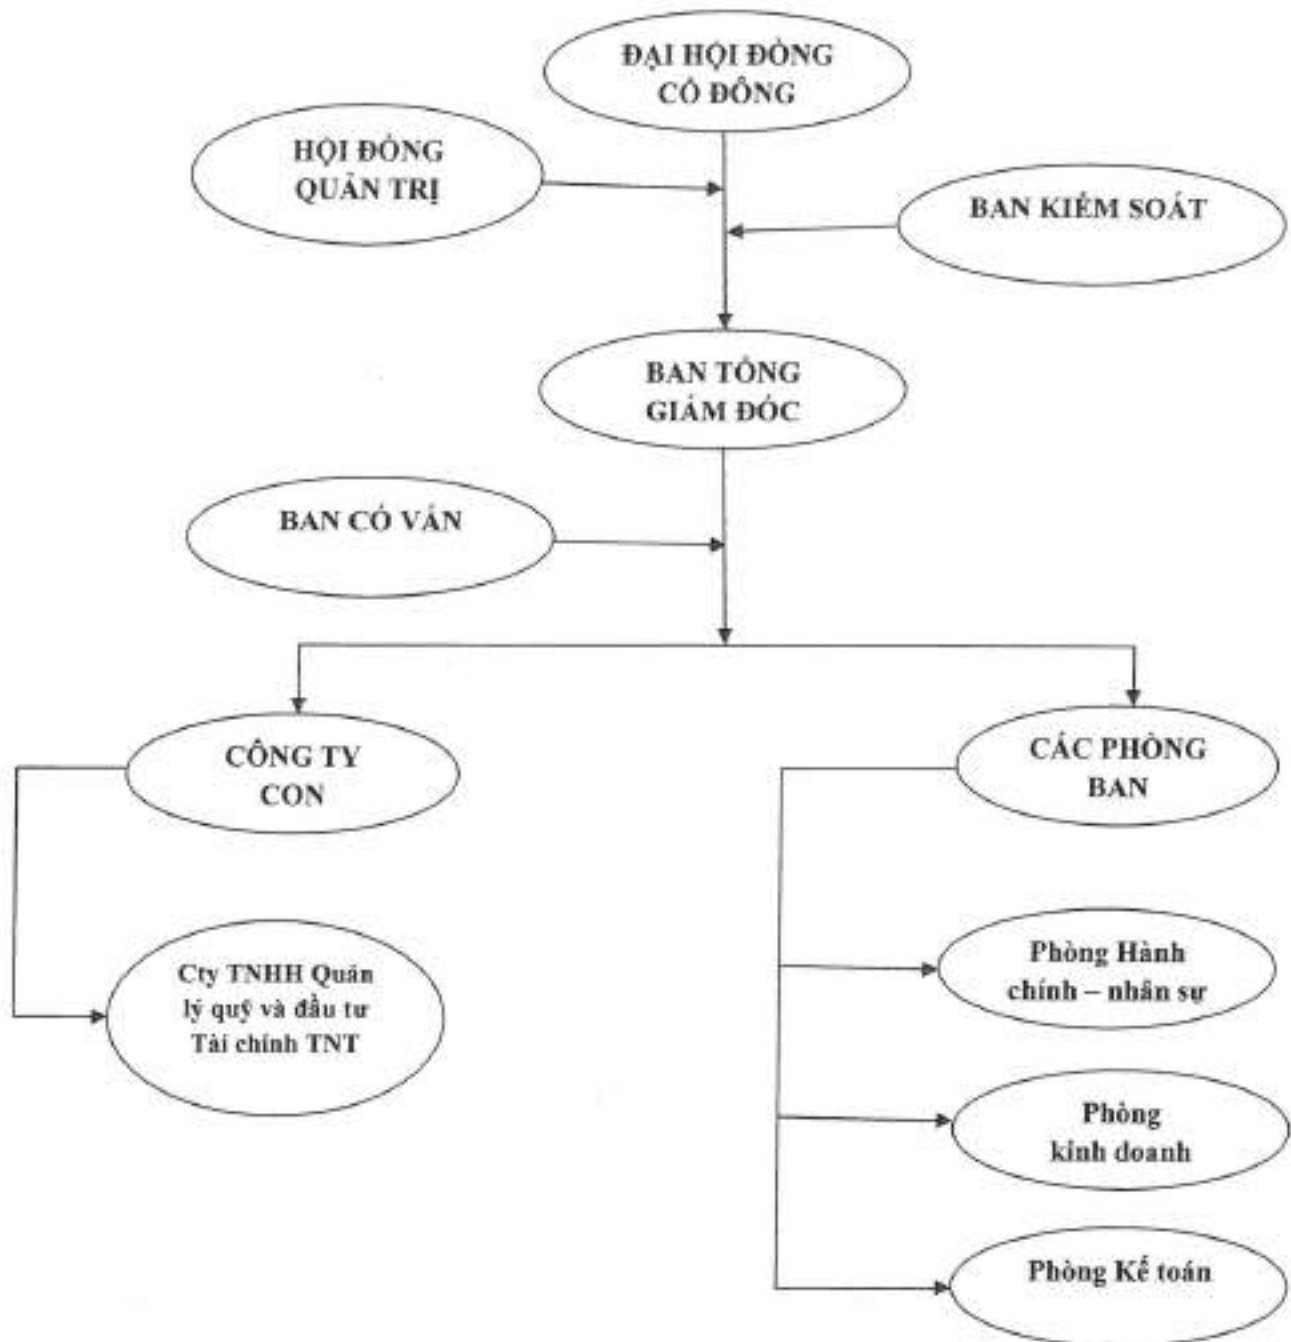 ĐẠI HỘI ĐỒNG
CỔ ĐÔNG
HỘI ĐỒNG
QUẢN TRỊ
BAN KIỂM SOÁT
BAN TỔNG
GIÁM ĐỐC
BAN CỐ VẤN
CÔNG TY
CON
CÁC PHÒNG
BAN
Cty TNHH Quản
lý quỹ và đầu tư
Tài chính TNT
Phòng Hành
chính – nhân sự
Phòng
kinh doanh
Phòng Kế toán